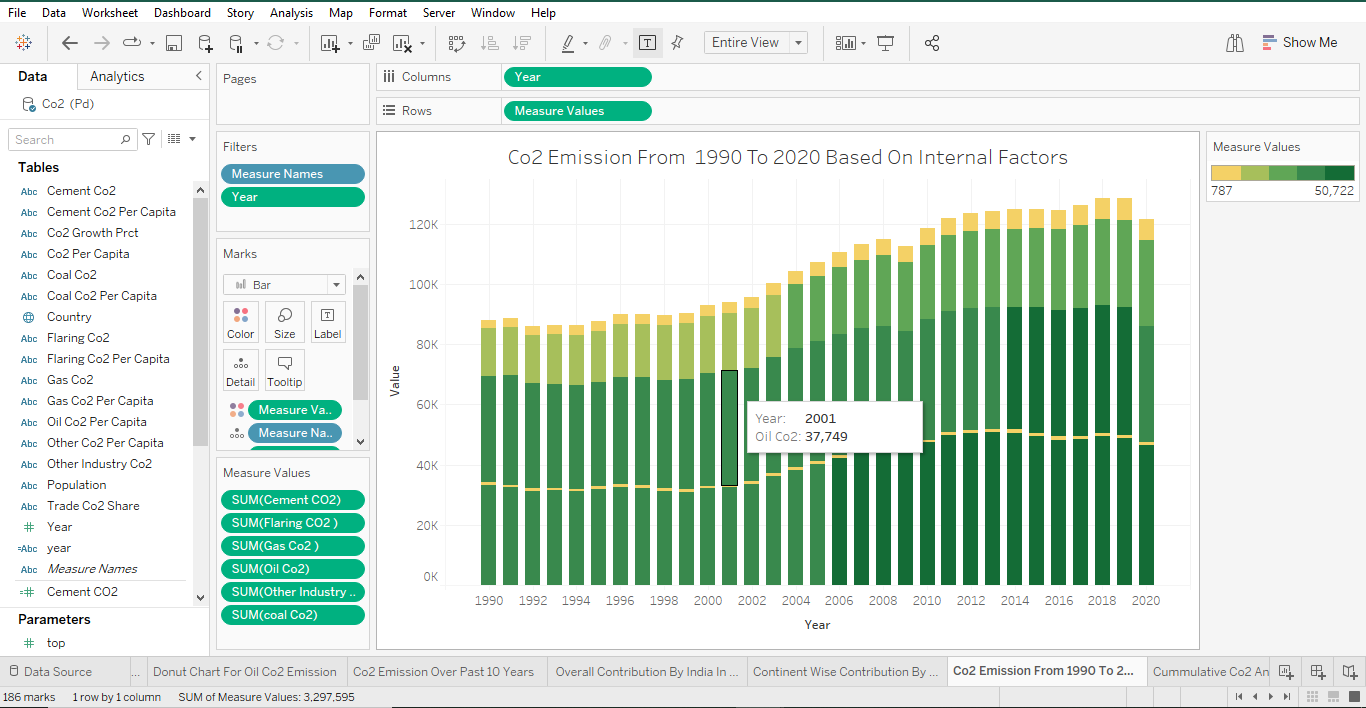 File Data Worksheet Dashboard Story Analysis Map Format Server Window Help
Entire View
Show Me
Data Analytics
Co2 (Pd)
Search
Tables
Abc Cement Co2
Abc Cement Co2 Per Capita
Abc Co2 Growth Prct
Abc Co2 Per Capita
Abc Coal Co2
Abc Coal Co2 Per Capita
Country
Abc Flaring Co2
Abc Flaring Co2 Per Capita
Abc Gas Co2
Abc Gas Co2 Per Capita
Abc Oil Co2 Per Capita
Abc Other Co2 Per Capita
Abc Other Industry Co2
Abc Population
Abc Trade Co2 Share
# Year
=Abc year
Abc Measure Names
=# Cement CO2
Parameters
# top
Pages
Filters
Measure Names
Year
Marks
Bar
Color Size Label
Detail Tooltip
Measure Va..
Measure Na..
Measure Values
SUM(Cement CO2)
SUM(Flaring CO2 )
SUM(Gas Co2 )
SUM(Oil Co2)
SUM(Other Industry ..
SUM(coal Co2)
Columns Year
Rows Measure Values
Co2 Emission From 1990 To 2020 Based On Internal Factors
120K
100K
80K
60K
40K
20K
0K
Value
Year: 2001
Oil Co2: 37,749
1990 1992 1994 1996 1998 2000 2002 2004 2006 2008 2010 2012 2014 2016 2018 2020
Year
Measure Values
787 50,722
Data Source ... Donut Chart For Oil Co2 Emission Co2 Emission Over Past 10 Years Overall Contribution By India In ... Continent Wise Contribution By ... Co2 Emission From 1990 To 2... Cummulative Co2 An
186 marks 1 row by 1 column SUM of Measure Values: 3,297,595